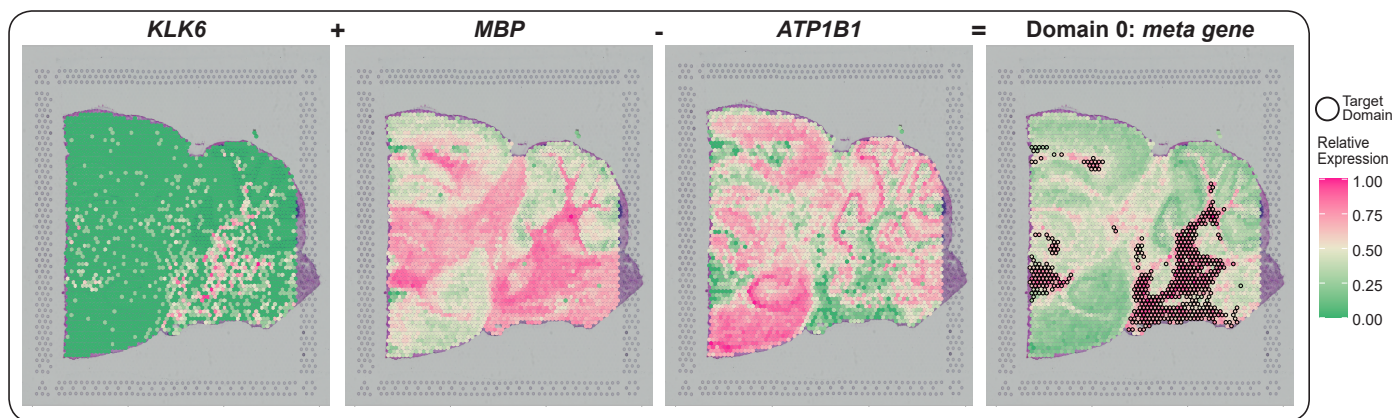 KLK6 + MBP - ATP1B1 = Domain 0: meta gene
Target
Domain
Relative
Expression
1.00
0.75
0.50
0.25
0.00